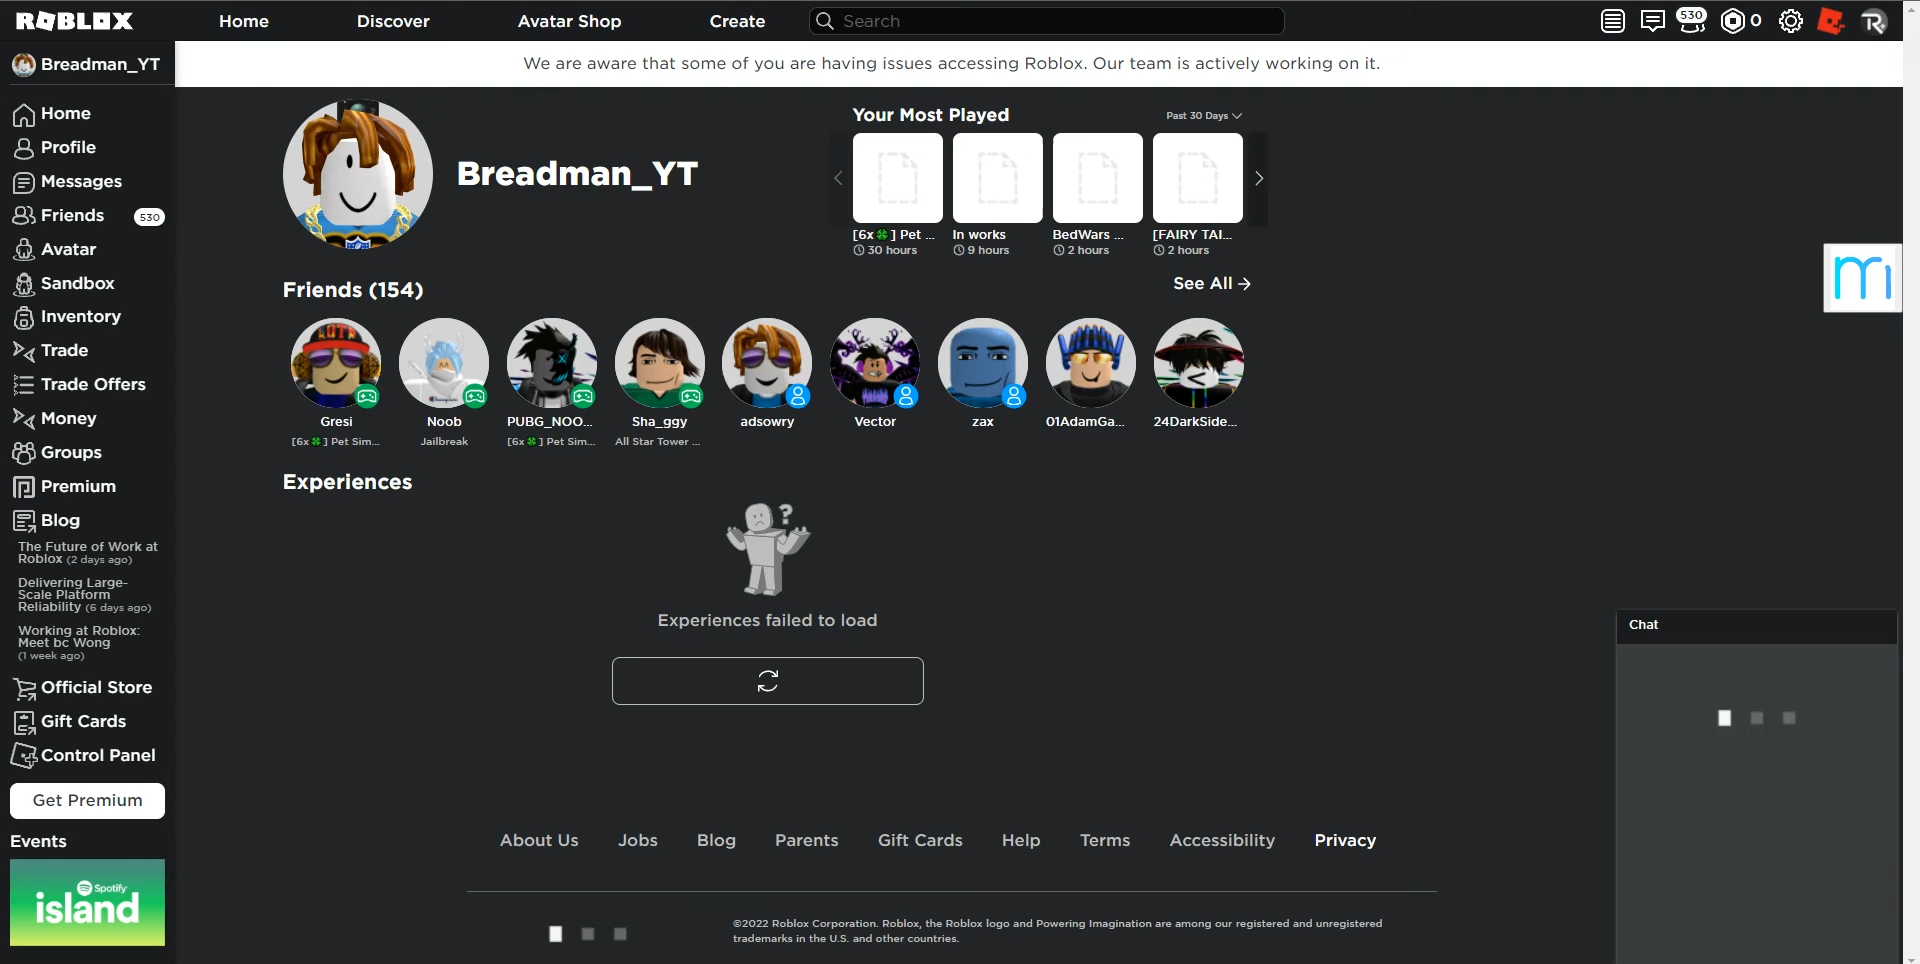 ROBLOX
Home
Discover
Avatar Shop
Create
Search
530
0
Breadman_YT
We are aware that some of you are having issues accessing Roblox. Our team is actively working on it.
Home
Profile
Messages
Friends
530
Avatar
Sandbox
Inventory
Trade
Trade Offers
Money
Groups
Premium
Blog
The Future of Work at
Roblox (2 days ago)
Delivering Large-
Scale Platform
Reliability (6 days ago)
Working at Roblox:
Meet bc Wong
(1 week ago)
Official Store
Gift Cards
Control Panel
Get Premium
Events
Spotify
island
Breadman_YT
Your Most Played
Past 30 Days
[6x🍀] Pet ...
30 hours
In works
9 hours
BedWars ...
2 hours
[FAIRY TAI...
2 hours
Friends (154)
See All
Gresi
[6x🍀] Pet Sim...
Noob
Jailbreak
PUBG_NOO...
[6x🍀] Pet Sim...
Sha_ggy
All Star Tower ...
adsowry
Vector
zax
01AdamGa...
24DarkSide...
Experiences
?
Experiences failed to load
mi
Chat
About Us
Jobs
Blog
Parents
Gift Cards
Help
Terms
Accessibility
Privacy
©2022 Roblox Corporation. Roblox, the Roblox logo and Powering Imagination are among our registered and unregistered
trademarks in the U.S. and other countries.